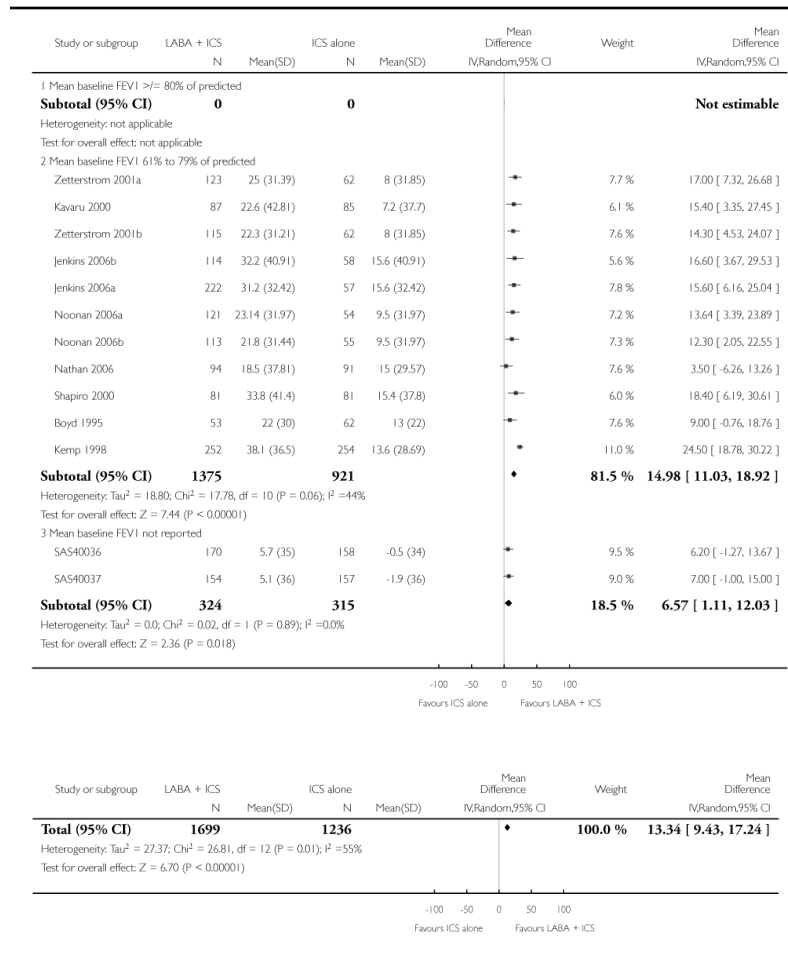 Study or subgroup LABA + ICS ICS alone Mean Difference Weight Mean Difference
N Mean(SD) N Mean(SD) IV,Random,95% CI IV,Random,95% CI
1 Mean baseline FEV1 >/= 80% of predicted
Subtotal (95% CI) 0 0 Not estimable
Heterogeneity: not applicable
Test for overall effect: not applicable
2 Mean baseline FEV1 61% to 79% of predicted
Zetterstrom 2001a 123 25 (31.39) 62 8 (31.85) 7.7 % 17.00 [ 7.32, 26.68 ]
Kavaru 2000 87 22.6 (42.81) 85 7.2 (37.7) 6.1 % 15.40 [ 3.35, 27.45 ]
Zetterstrom 2001b 115 22.3 (31.21) 62 8 (31.85) 7.6 % 14.30 [ 4.53, 24.07 ]
Jenkins 2006b 114 32.2 (40.91) 58 15.6 (40.91) 5.6 % 16.60 [ 3.67, 29.53 ]
Jenkins 2006a 222 31.2 (32.42) 57 15.6 (32.42) 7.8 % 15.60 [ 6.16, 25.04 ]
Noonan 2006a 121 23.14 (31.97) 54 9.5 (31.97) 7.2 % 13.64 [ 3.39, 23.89 ]
Noonan 2006b 113 21.8 (31.44) 55 9.5 (31.97) 7.3 % 12.30 [ 2.05, 22.55 ]
Nathan 2006 94 18.5 (37.81) 91 15 (29.57) 7.6 % 3.50 [ -6.26, 13.26 ]
Shapiro 2000 81 33.8 (41.4) 81 15.4 (37.8) 6.0 % 18.40 [ 6.19, 30.61 ]
Boyd 1995 53 22 (30) 62 13 (22) 7.6 % 9.00 [ -0.76, 18.76 ]
Kemp 1998 252 38.1 (36.5) 254 13.6 (28.69) 11.0 % 24.50 [ 18.78, 30.22 ]
Subtotal (95% CI) 1375 921 81.5 % 14.98 [ 11.03, 18.92 ]
Heterogeneity: Tau² = 18.80; Chi² = 17.78, df = 10 (P = 0.06); I² =44%
Test for overall effect: Z = 7.44 (P < 0.00001)
3 Mean baseline FEV1 not reported
SAS40036 170 5.7 (35) 158 -0.5 (34) 9.5 % 6.20 [ -1.27, 13.67 ]
SAS40037 154 5.1 (36) 157 -1.9 (36) 9.0 % 7.00 [ -1.00, 15.00 ]
Subtotal (95% CI) 324 315 18.5 % 6.57 [ 1.11, 12.03 ]
Heterogeneity: Tau² = 0.0; Chi² = 0.02, df = 1 (P = 0.89); I² =0.0%
Test for overall effect: Z = 2.36 (P = 0.018)
-100 -50 0 50 100
Favours ICS alone Favours LABA + ICS
Study or subgroup LABA + ICS ICS alone Mean Difference Weight Mean Difference
N Mean(SD) N Mean(SD) IV,Random,95% CI IV,Random,95% CI
Total (95% CI) 1699 1236 100.0 % 13.34 [ 9.43, 17.24 ]
Heterogeneity: Tau² = 27.37; Chi² = 26.81, df = 12 (P = 0.01); I² =55%
Test for overall effect: Z = 6.70 (P < 0.00001)
-100 -50 0 50 100
Favours ICS alone Favours LABA + ICS